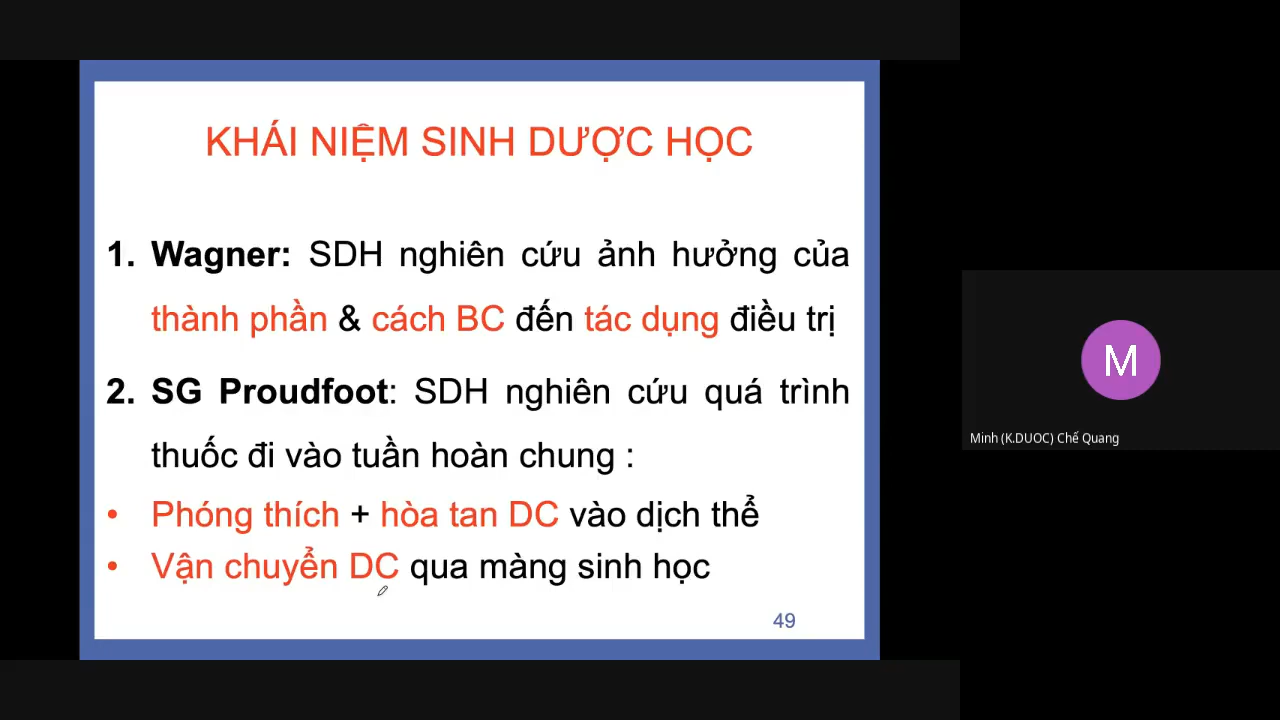 KHÁI NIỆM SINH DƯỢC HỌC
1. Wagner: SDH nghiên cứu ảnh hưởng của
thành phần & cách BC đến tác dụng điều trị
2. SG Proudfoot: SDH nghiên cứu quá trình
thuốc đi vào tuần hoàn chung :
• Phóng thích + hòa tan DC vào dịch thể
• Vận chuyển DC qua màng sinh học
49
M
Minh (K.DUOC) Chế Quang